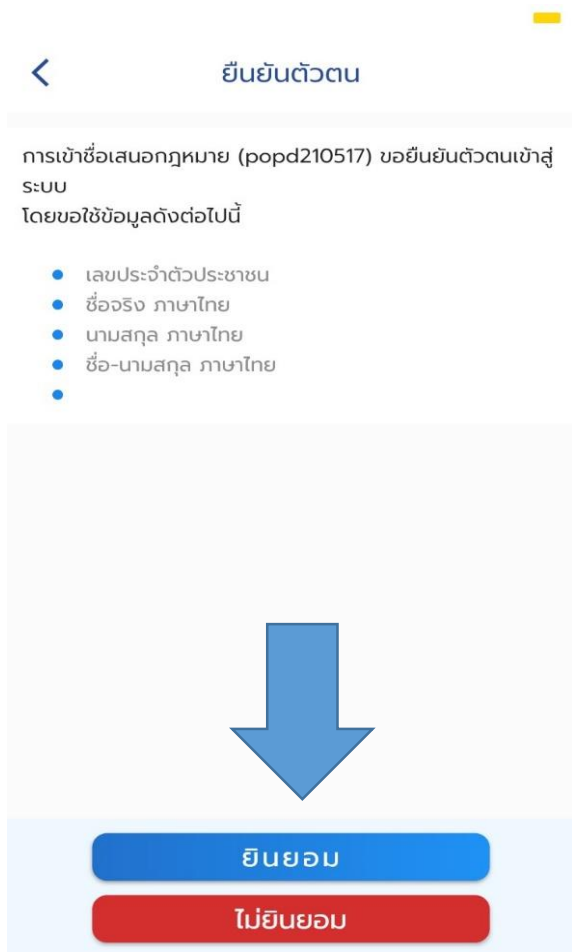 ยืนยันตัวตน
การเข้าชื่อเสนอกฎหมาย (popd210517) ขอยืนยันตัวตนเข้าสู่
ระบบ
โดยขอใช้ข้อมูลดังต่อไปนี้
เลขประจำตัวประชาชน
ชื่อจริง ภาษาไทย
นามสกุล ภาษาไทย
ชื่อ-นามสกุล ภาษาไทย
ยินยอม
ไม่ยินยอม